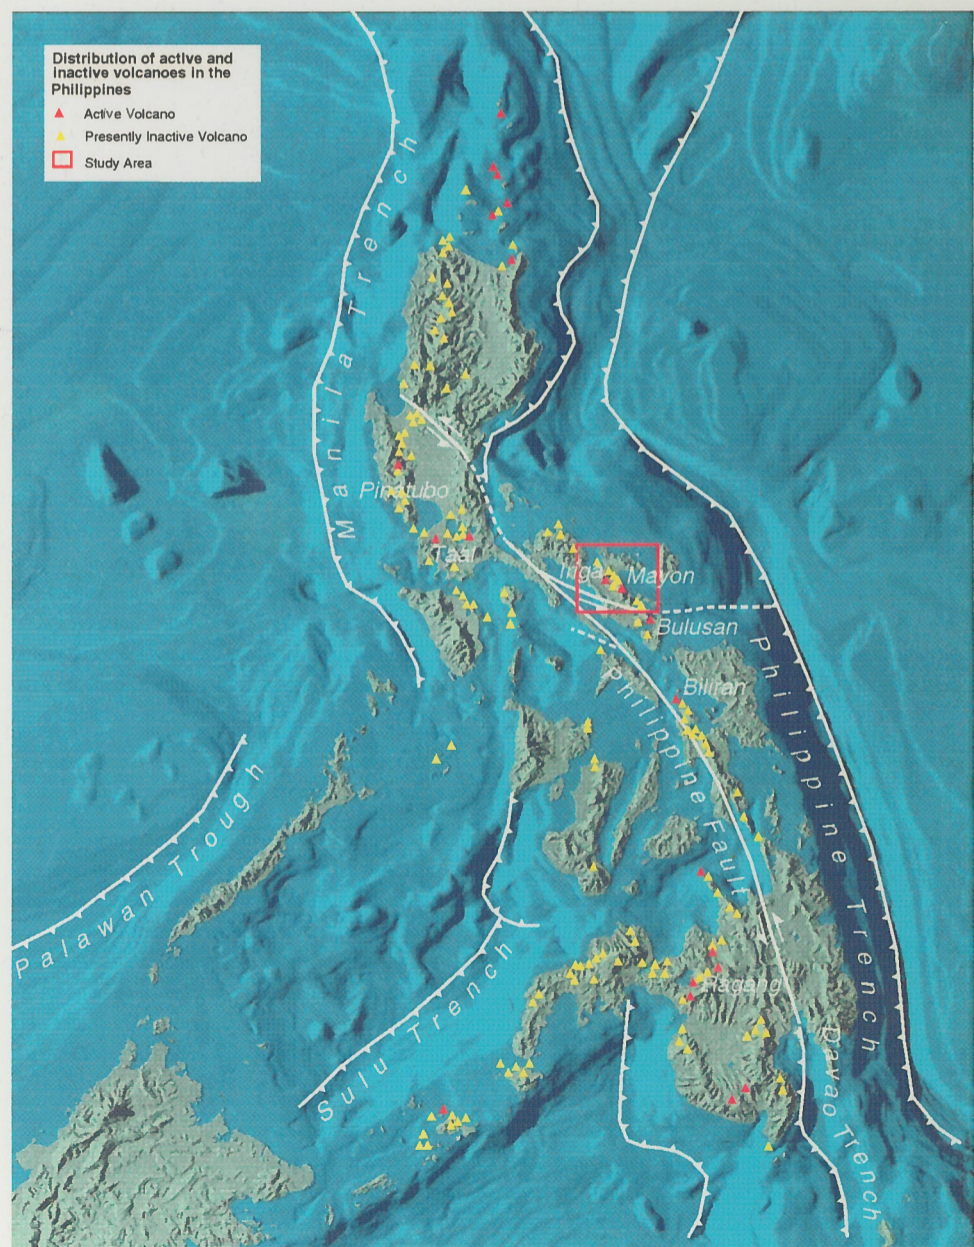 Distribution of active and
inactive volcanoes in the
Philippines
Active Volcano
Presently Inactive Volcano
Study Area
Manila Trench
Pinatubo
Taal
Iriga
Mayon
Bulusan
Biliran
Philippine Fault
Philippine Trench
Palawan Trough
Sulu Trench
Ragang
Davao Trench